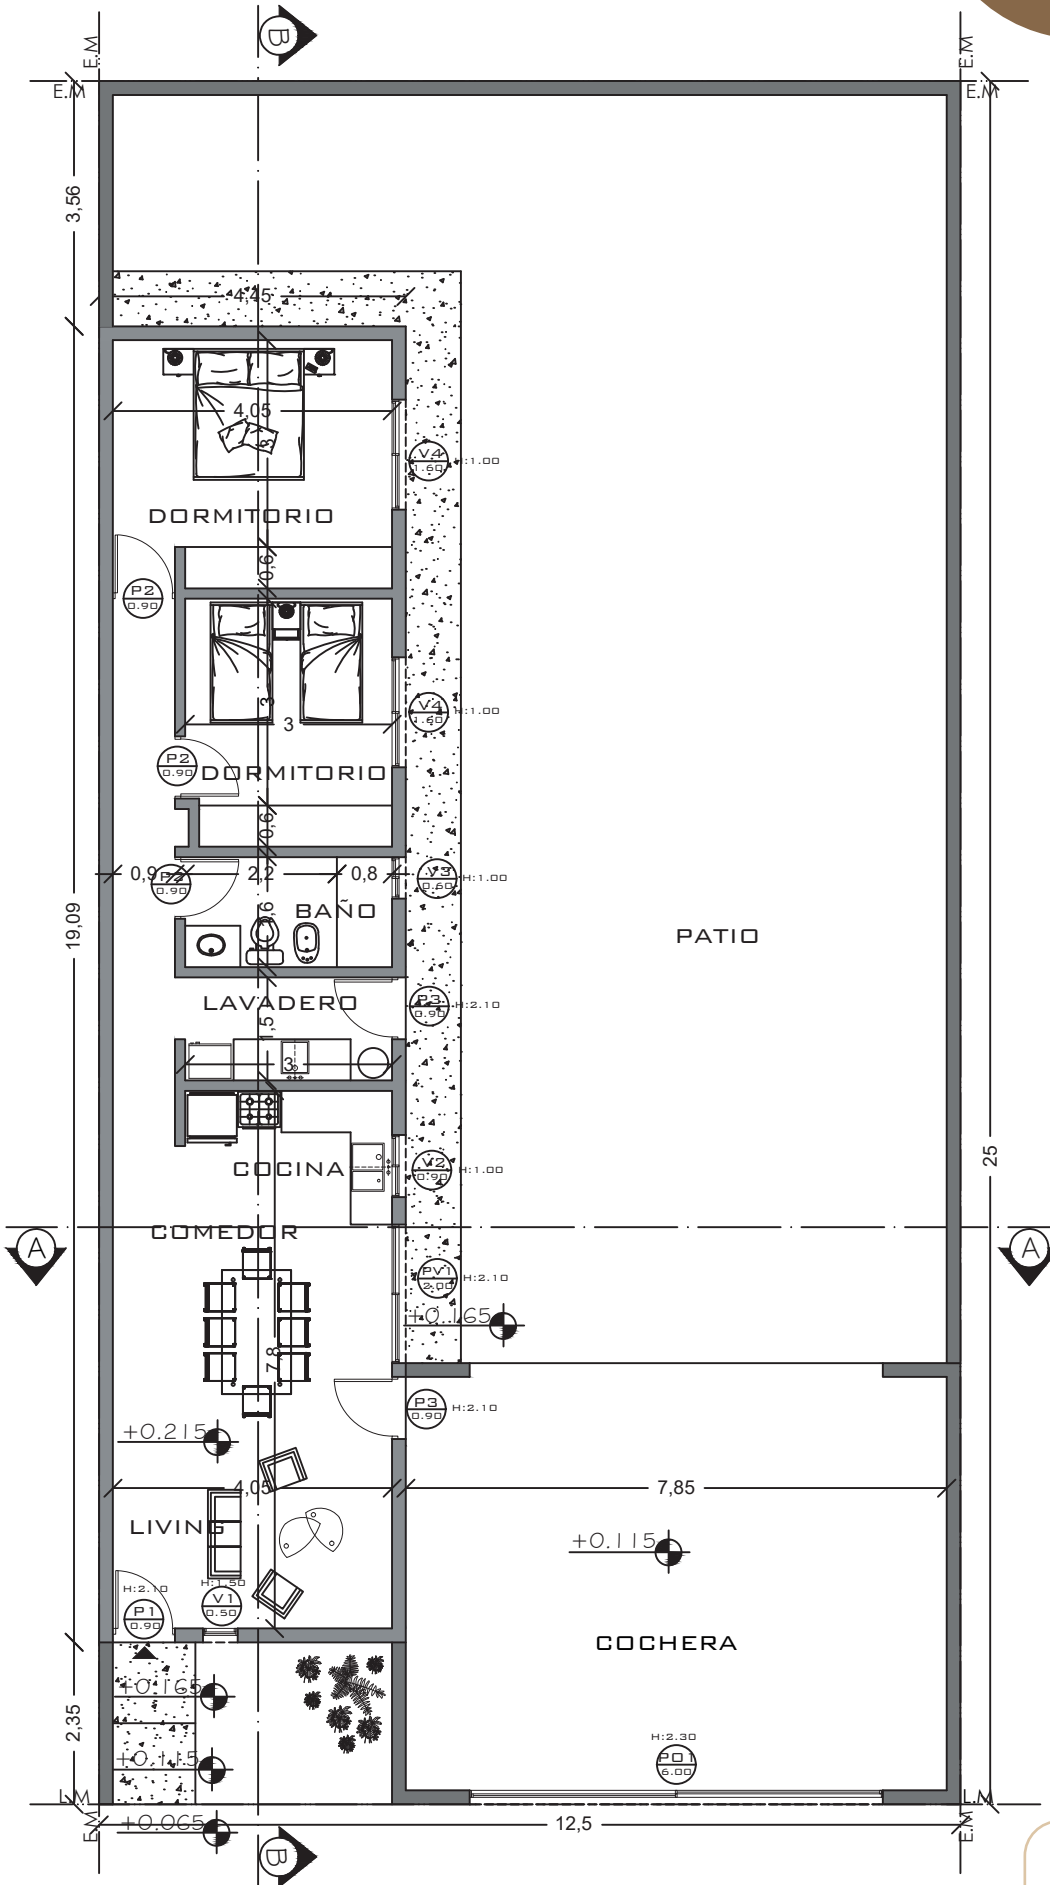 B
E.M
E.M
E.M
E.M
3,56
4,45
4,05
3
V4
1.60
H:1.00
DORMITORIO
0,6
P2
0.90
3
V4
1.60
H:1.00
3
P2
0.90
DORMITORIO
0,6
0,9
P2
0.90
2,2
0,8
V3
0.60
H:1.00
BAÑO
1,6
19,09
PATIO
LAVADERO
P3
0.90
H:2.10
1,5
3
COCINA
V2
0.90
H:1.00
25
COMEDOR
A
A
PV1
2.00
H:2.10
+0.165
7,8
P3
0.90
H:2.10
+0.215
4,05
7,85
LIVING
+0.115
H:2.10
H:1.50
P1
0.90
V1
0.50
COCHERA
+0.165
2,35
H:2.30
PO1
6.00
+0.115
L.M
L.M
+0.065
12,5
E.M
E.M
B